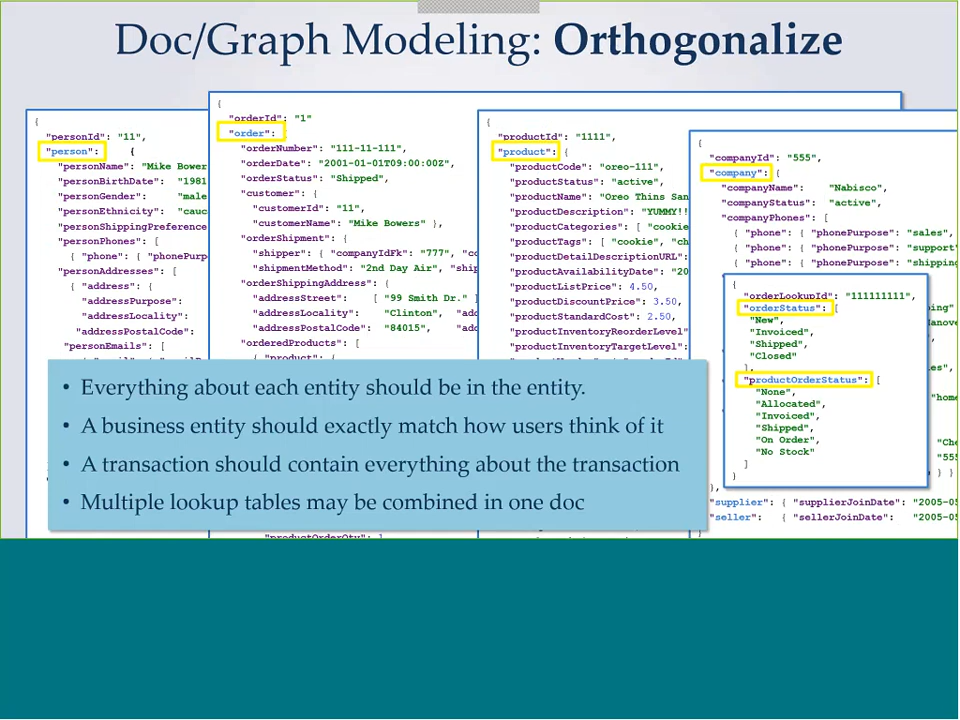 Doc/Graph Modeling: Orthogonalize
{
"personId": "11",
"person": {
"personName": "Mike Bower
"personBirthDate": "1981
"personGender": "male
"personEthnicity": "cauc
"personShippingPreference
"personPhones": [
{ "phone": { "phonePurp
"personAddresses": [
{ "address": {
"addressPurpose":
"addressLocality":
"addressPostalCode":
"personEmails": [
{
"orderId": "1"
"order": {
"orderNumber": "111-11-111",
"orderDate": "2001-01-01T09:00:00Z",
"orderStatus": "Shipped",
"customer": {
"customerId": "11",
"customerName": "Mike Bowers" },
"orderShipment": {
"shipper": { "companyIdFk": "777", "co
"shipmentMethod": "2nd Day Air", "ship
"orderShippingAddress": {
"addressStreet": [ "99 Smith Dr." ]
"addressLocality": "Clinton", "add
"addressPostalCode": "84015", "add
"orderedProducts": [
{ "product": {
"productOrderQty": 1
{
"productId": "1111",
"product": {
"productCode": "oreo-111",
"productStatus": "active",
"productName": "Oreo Thins San
"productDescription": "YUMMY!!
"productCategories": [ "cookie
"productTags": [ "cookie", "ch
"productDetailDescriptionURL":
"productAvailabilityDate": "20
"productListPrice": 4.50,
"productDiscountPrice": 3.50,
"productStandardCost": 2.50,
"productInventoryReorderLevel"
"productInventoryTargetLevel":
{
"companyId": "555",
"company": {
"companyName": "Nabisco",
"companyStatus": "active",
"companyPhones": [
{ "phone": { "phonePurpose": "sales",
{ "phone": { "phonePurpose": "support"
{ "phone": { "phonePurpose": "shipping
{
"orderLookupId": "111111111",
"orderStatus": [
"New",
"Invoiced",
"Shipped",
"Closed"
],
"productOrderStatus": [
"None",
"Allocated",
"Invoiced",
"Shipped",
"On Order",
"No Stock"
]
}
},
"supplier": { "supplierJoinDate": "2005-05
"seller": { "sellerJoinDate": "2005-05
• Everything about each entity should be in the entity.
• A business entity should exactly match how users think of it
• A transaction should contain everything about the transaction
• Multiple lookup tables may be combined in one doc